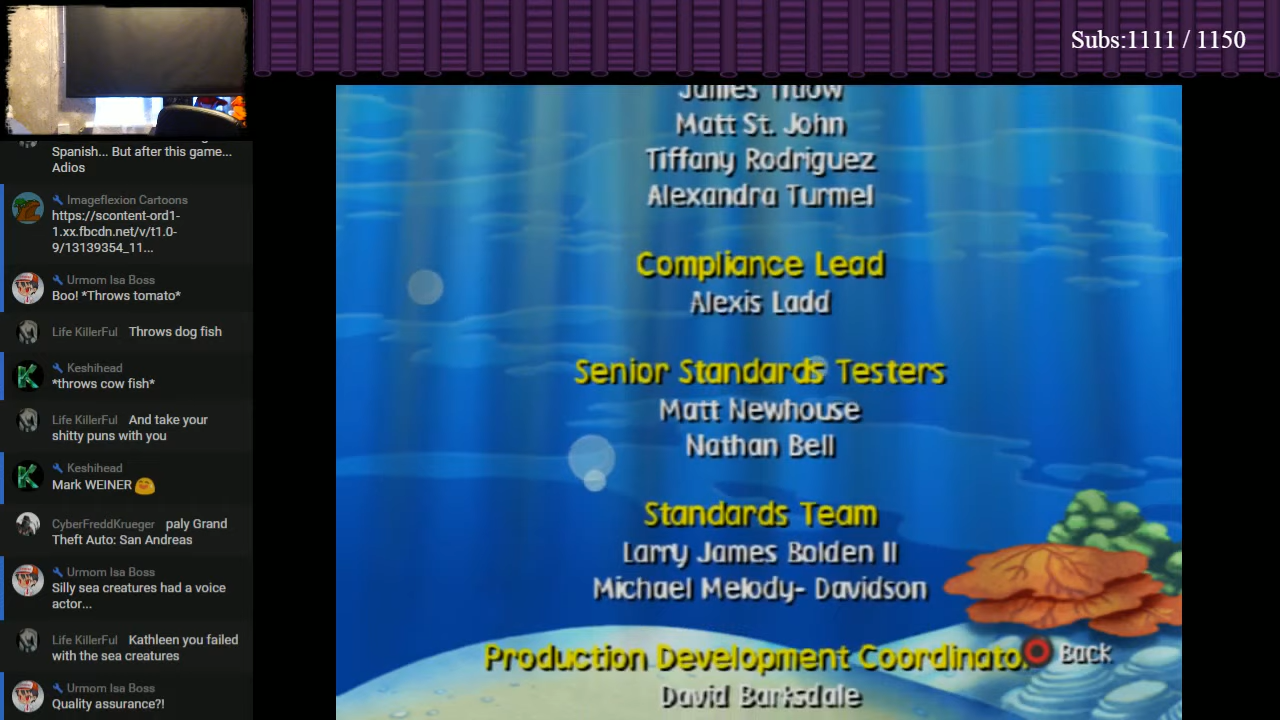 Subs:1111 / 1150
Spanish... But after this game...
Adios
Imageflexion Cartoons
https://scontent-ord1-
1.xx.fbcdn.net/v/t1.0-
9/13139354_11...
Urmom Isa Boss
Boo! *Throws tomato*
Life KillerFul Throws dog fish
Keshihead
*throws cow fish*
Life KillerFul And take your
shitty puns with you
Keshihead
Mark WEINER
CyberFreddKrueger paly Grand
Theft Auto: San Andreas
Urmom Isa Boss
Silly sea creatures had a voice
actor...
Life KillerFul Kathleen you failed
with the sea creatures
Urmom Isa Boss
Quality assurance?!
James
Matt St. John
Tiffany Rodriguez
Alexandra Turmel
Compliance Lead
Alexis Ladd
Senior Standards Testers
Matt Newhouse
Nathan Bell
Standards Team
Larry James Bolden II
Michael Melody- Davidson
Production Development Coordinator
David Barksdale
Back